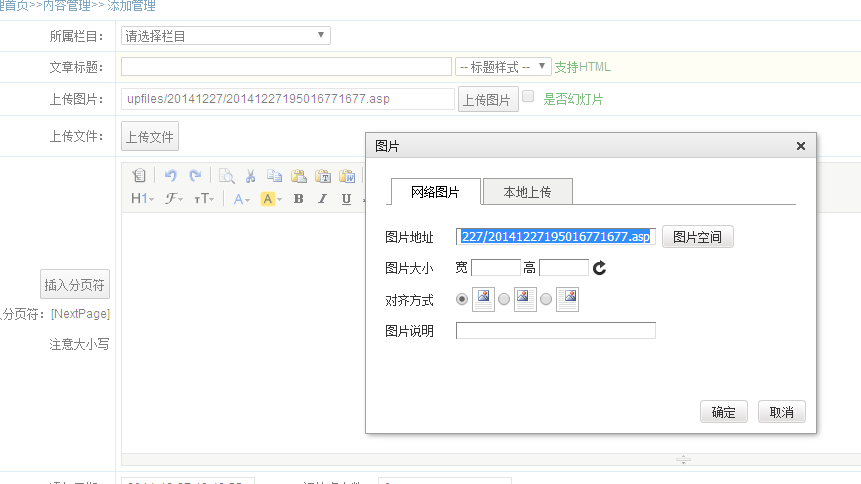 理首页>>内容管理>> 添加管理
所属栏目：
请选择栏目
文章标题：
-- 标题样式 --
支持HTML
上传图片：
upfiles/20141227/20141227195016771677.asp
上传图片
是否幻灯片
上传文件：
上传文件
H1
F
тT
A
A
B
I
U
插入分页符
分页符：[NextPage]
注意大小写
图片
网络图片
本地上传
图片地址
227/20141227195016771677.asp
图片空间
图片大小
宽
高
对齐方式
图片说明
确定
取消